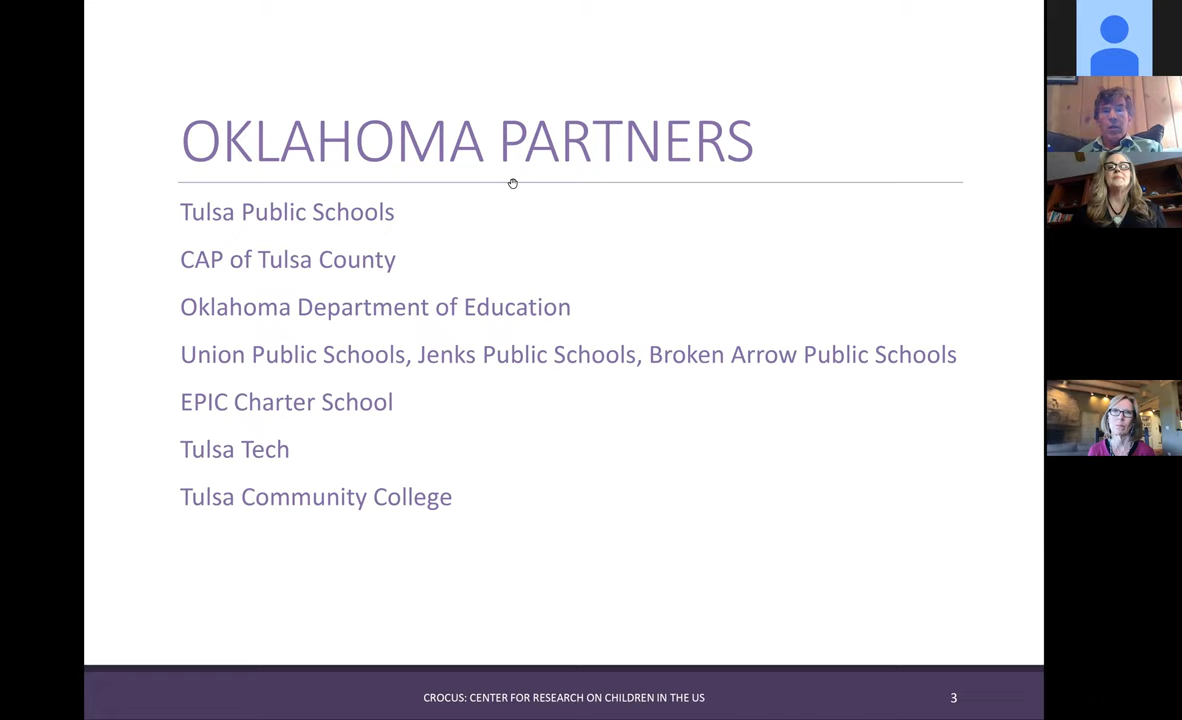 OKLAHOMA PARTNERS
Tulsa Public Schools
CAP of Tulsa County
Oklahoma Department of Education
Union Public Schools, Jenks Public Schools, Broken Arrow Public Schools
EPIC Charter School
Tulsa Tech
Tulsa Community College
CROCUS: CENTER FOR RESEARCH ON CHILDREN IN THE US
3